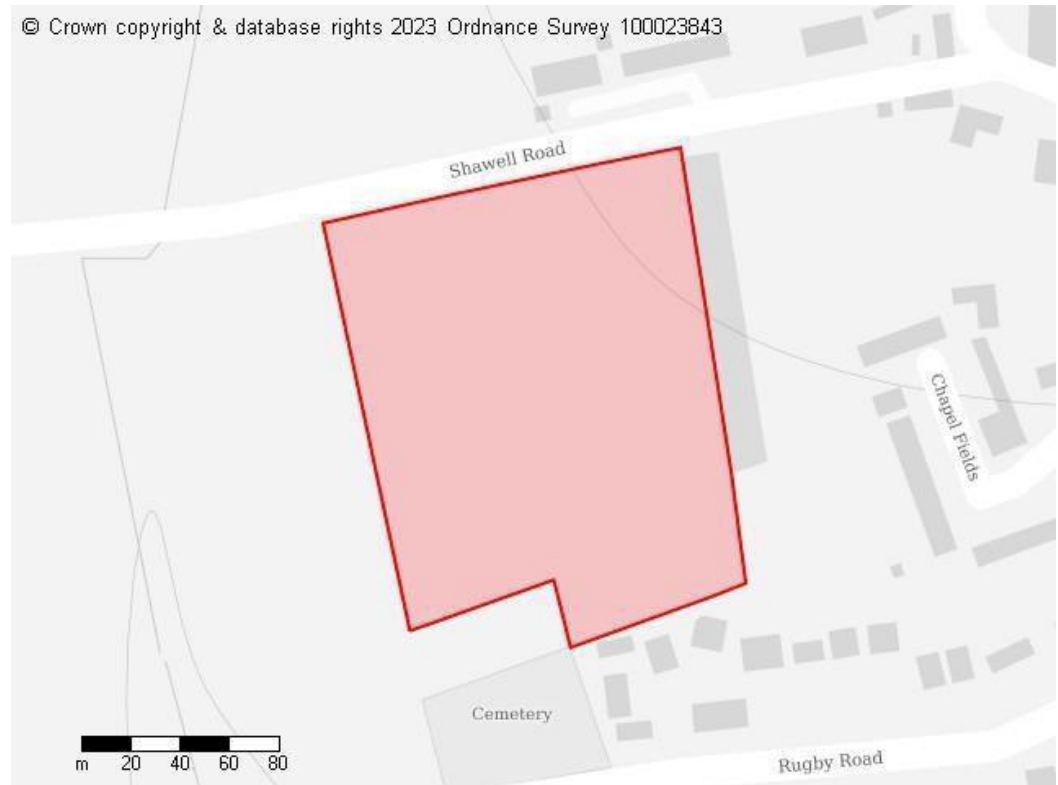 © Crown copyright & database rights 2023 Ordnance Survey 100023843
Shawell Road
Chapel Fields
Cemetery
Rugby Road
m 20 40 60 80